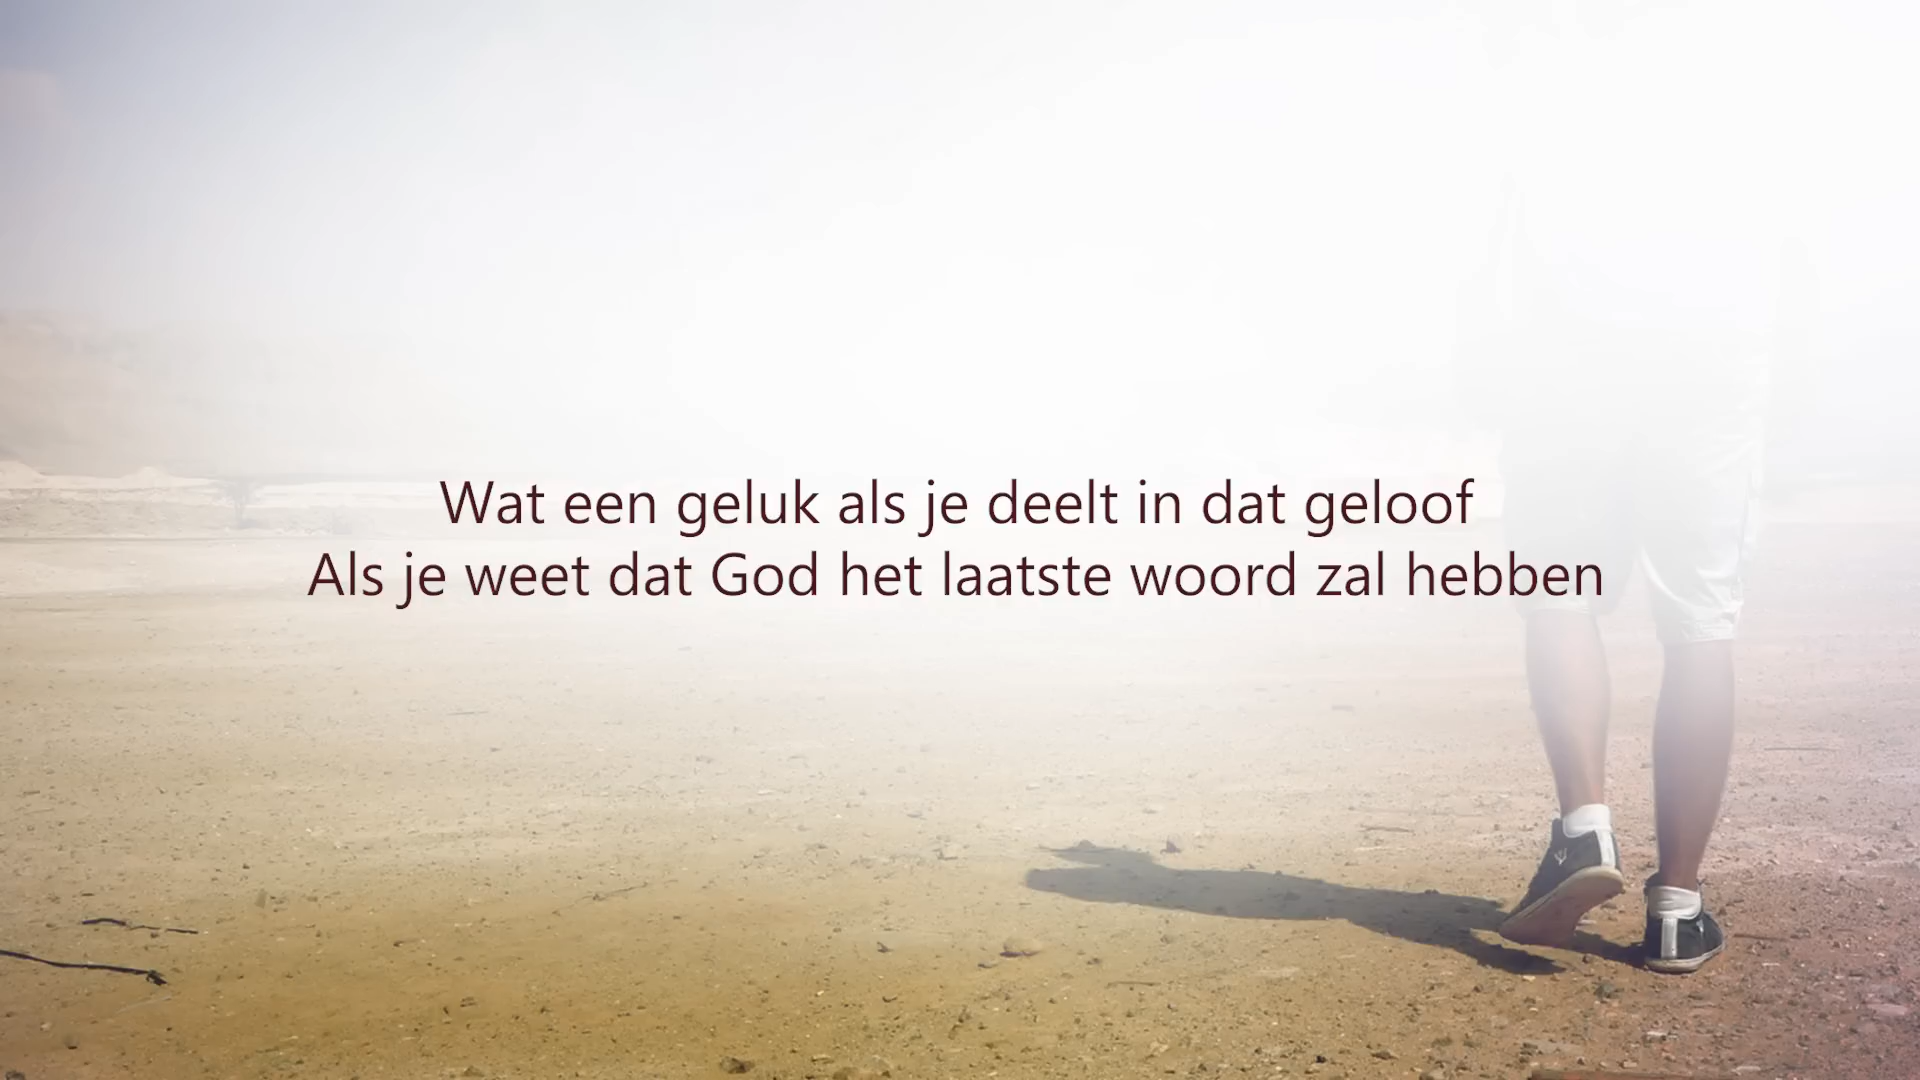 Wat een geluk als je deelt in dat geloof
Als je weet dat God het laatste woord zal hebben